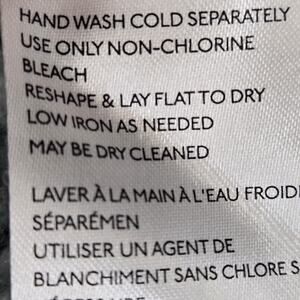 HAND WASH COLD SEPARATELY
USE ONLY NON-CHLORINE
BLEACH
RESHAPE & LAY FLAT TO DRY
LOW IRON AS NEEDED
MAY BE DRY CLEANED
LAVER À LA MAIN À L'EAU FROIDE
SÉPARÉMEN
UTILISER UN AGENT DE
BLANCHIMENT SANS CHLORE S